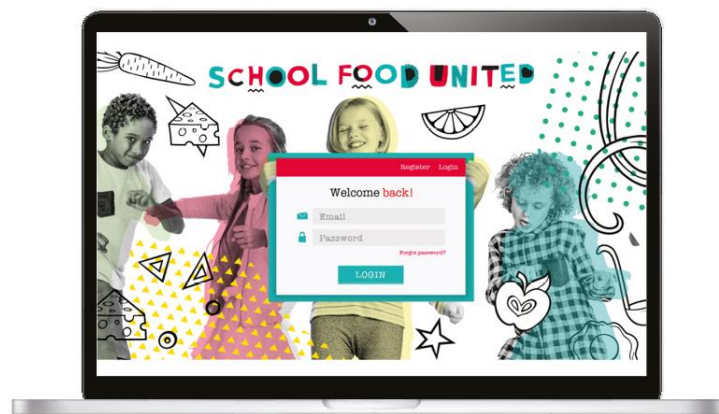 SCHOOL FOOD UNITED
Register Login
Welcome back!
Email
Password
Forgot password?
LOGIN